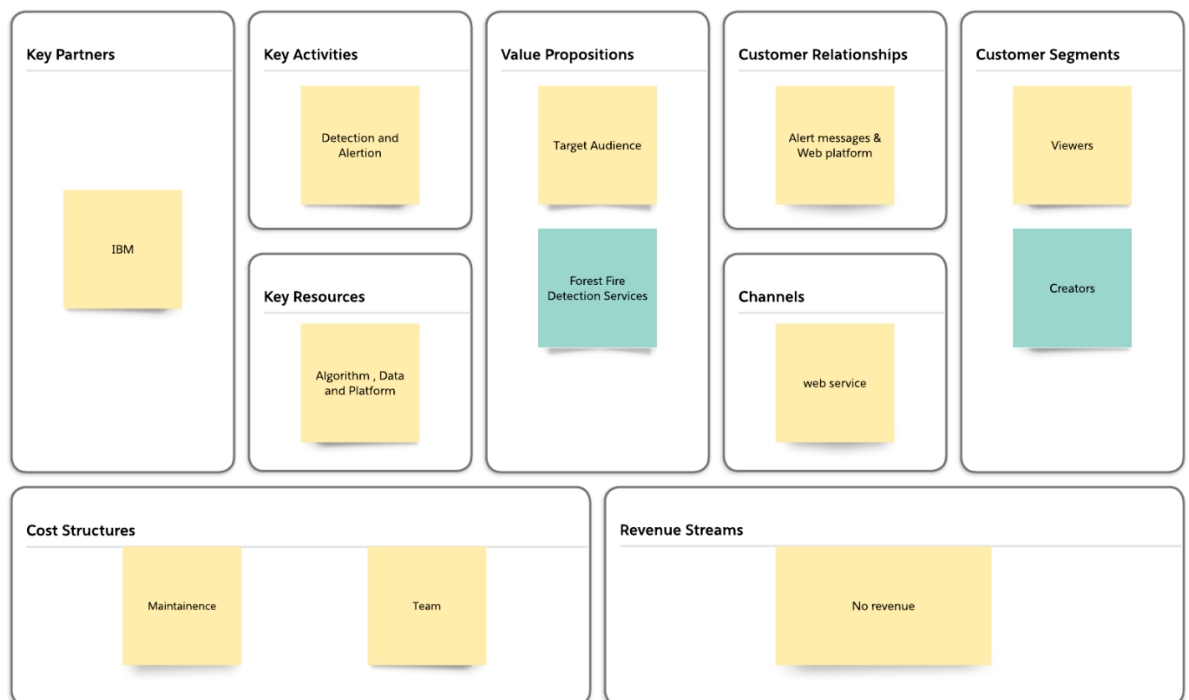 Key Partners
IBM
Key Activities
Detection and
Alertion
Key Resources
Algorithm , Data
and Platform
Value Propositions
Target Audience
Forest Fire
Detection Services
Customer Relationships
Alert messages &
Web platform
Channels
web service
Customer Segments
Viewers
Creators
Cost Structures
Maintainence
Team
Revenue Streams
No revenue